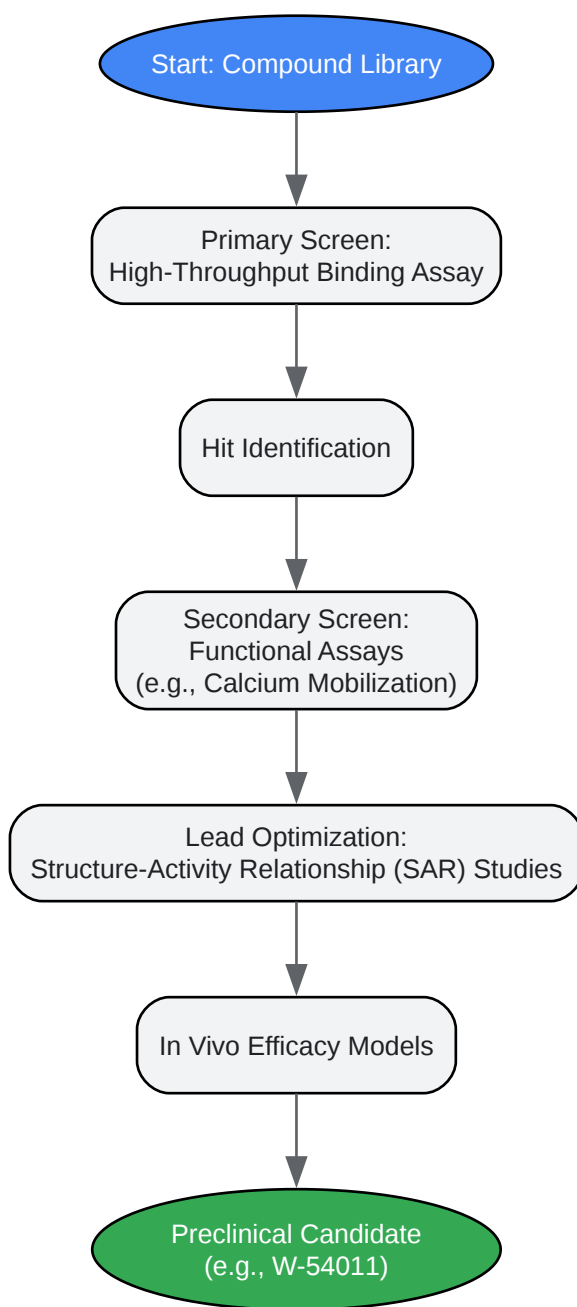 Start: Compound Library
Primary Screen:
High-Throughput Binding Assay
Hit Identification
Secondary Screen:
Functional Assays
(e.g., Calcium Mobilization)
Lead Optimization:
Structure-Activity Relationship (SAR) Studies
In Vivo Efficacy Models
Preclinical Candidate
(e.g., W-54011)